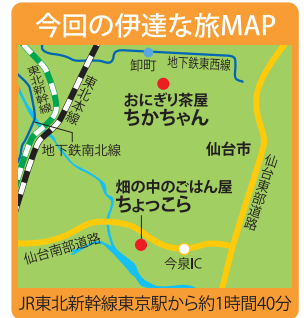 今回の伊達な旅MAP
卸町
地下鉄東西線
東北新幹線
東北本線
おにぎり茶屋
ちかちゃん
地下鉄南北線
仙台市
仙台東部道路
畑の中のごはん屋
ちょっこら
仙台南部道路
今泉IC
JR東北新幹線東京駅から約1時間40分